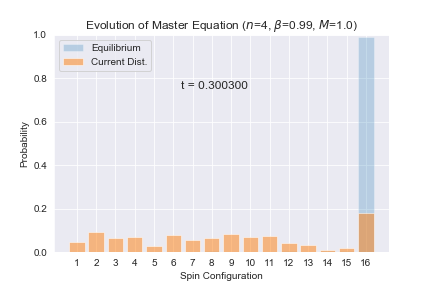 Evolution of Master Equation (n=4, β=0.99, M=1.0)
1.0
0.8
0.6
0.4
0.2
0.0
Probability
Equilibrium
Current Dist.
t = 0.300300
1 2 3 4 5 6 7 8 9 10 11 12 13 14 15 16
Spin Configuration